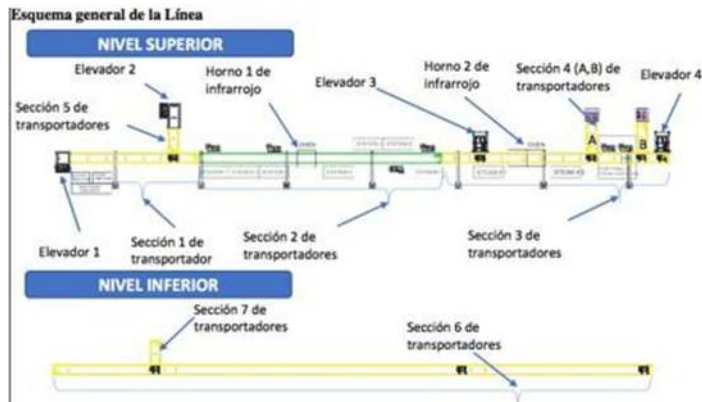 Esquema general de la Línea
NIVEL SUPERIOR
Elevador 2
Horno 1 de
infrarrojo
Elevador 3
Horno 2 de
infrarrojo
Sección 4 (A,B) de
transportadores
Elevador 4
Sección 5 de
transportadores
A
B
Elevador 1
Sección 1 de
transportador
Sección 2 de
transportadores
Sección 3 de
transportadores
NIVEL INFERIOR
Sección 7 de
transportadores
Sección 6 de
transportadores